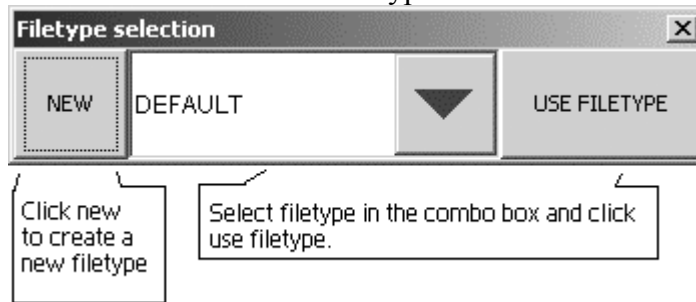 Filetype selection
NEW
DEFAULT
USE FILETYPE
Click new
to create a
new filetype
Select filetype in the combo box and click
use filetype.